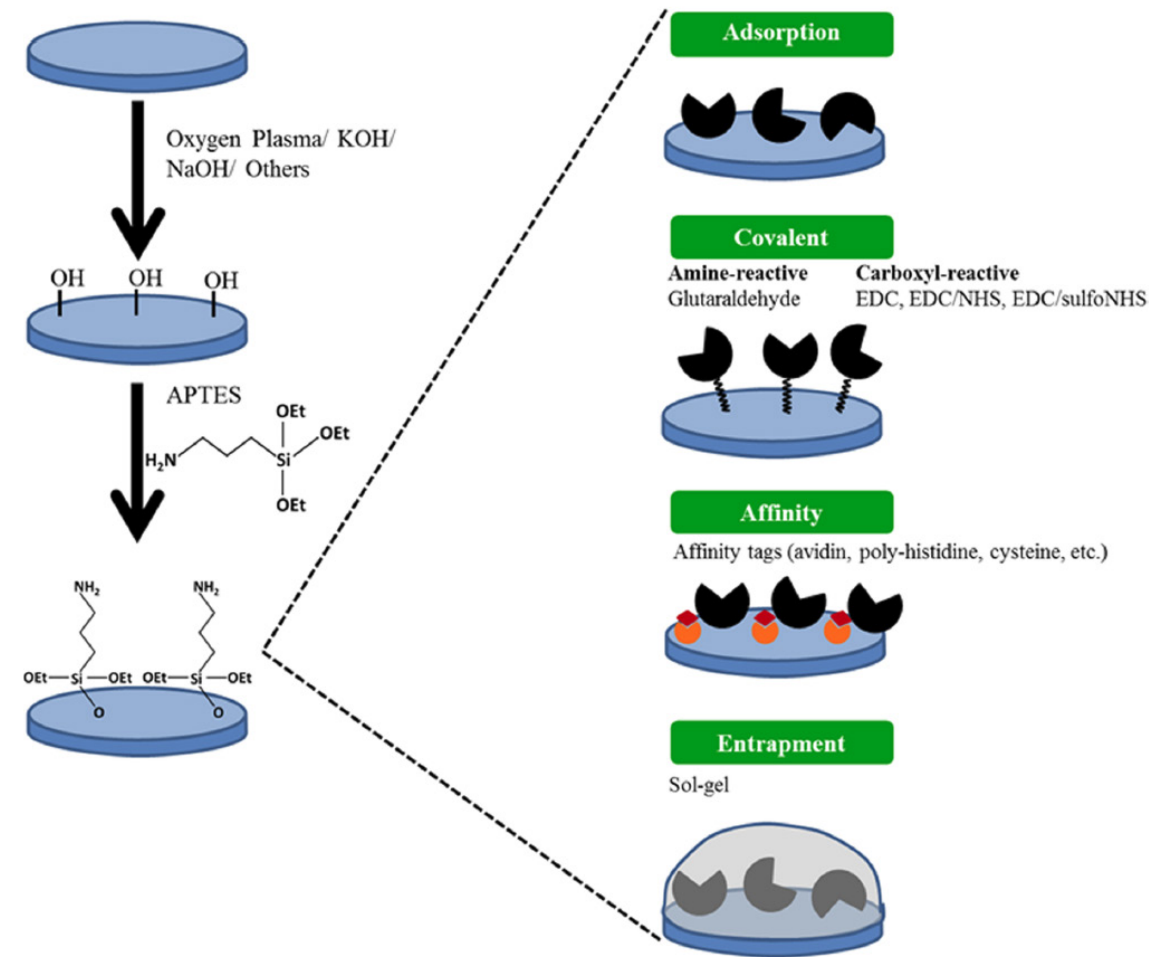 Oxygen Plasma/ KOH/
NaOH/ Others
OH OH OH
APTES
OEt
OEt
H₂N Si
OEt
NH₂ NH₂
OEt Si OEt OEt Si OEt
O O
Adsorption
Covalent
Amine-reactive Carboxyl-reactive
Glutaraldehyde EDC, EDC/NHS, EDC/sulfoNHS
Affinity
Affinity tags (avidin, poly-histidine, cysteine, etc.)
Entrapment
Sol-gel